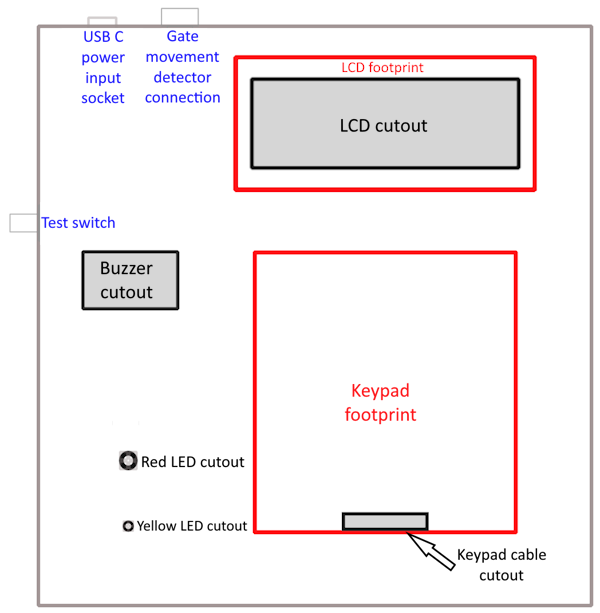 USB C
power
input
socket
Gate
movement
detector
connection
LCD footprint
LCD cutout
Test switch
Buzzer
cutout
Keypad
footprint
Red LED cutout
Yellow LED cutout
Keypad cable
cutout